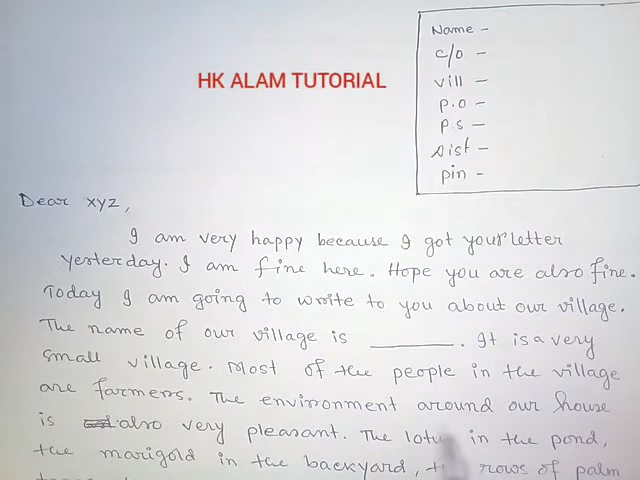 Name -
c/o -
HK ALAM TUTORIAL
vill -
p.o -
p.s -
Dist -
pin -
Dear xyz,
I am very happy because I got your letter
yesterday. I am fine here. Hope you are also fine.
Today I am going to write to you about our village.
The name of our village is ________. It is a very
small village. Most of the people in the village
are farmers. The environment around our house
is also very pleasant. The lotus in the pond,
the marigold in the backyard, rows of palm